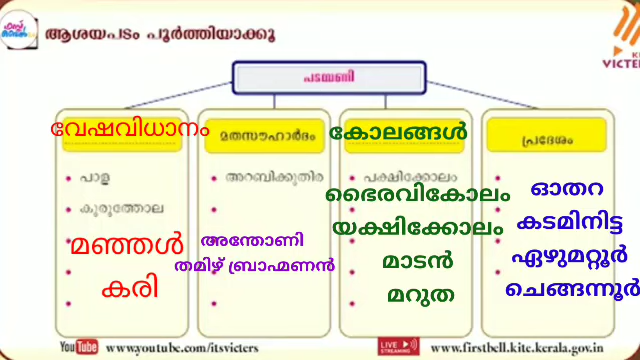 ആശയപടം പൂർത്തിയാക്കൂ
VICTERS
പടയണി
വേഷവിധാനം
പാള
കുരുത്തോല
മഞ്ഞൾ
കരി
മതസൗഹാർദം
അറബിക്കുതിര
അന്തോണി
തമിഴ് ബ്രാഹ്മണൻ
കോലങ്ങൾ
പക്ഷിക്കോലം
ഭൈരവികോലം
യക്ഷിക്കോലം
മാടൻ
മറുത
പ്രദേശം
ഓതറ
കടമിനിട്ട
ഏഴുമറ്റൂർ
ചെങ്ങന്നൂർ
YouTube www.youtube.com/itsvicters
LIVE STREAMING www.firstbell.kite.kerala.gov.in